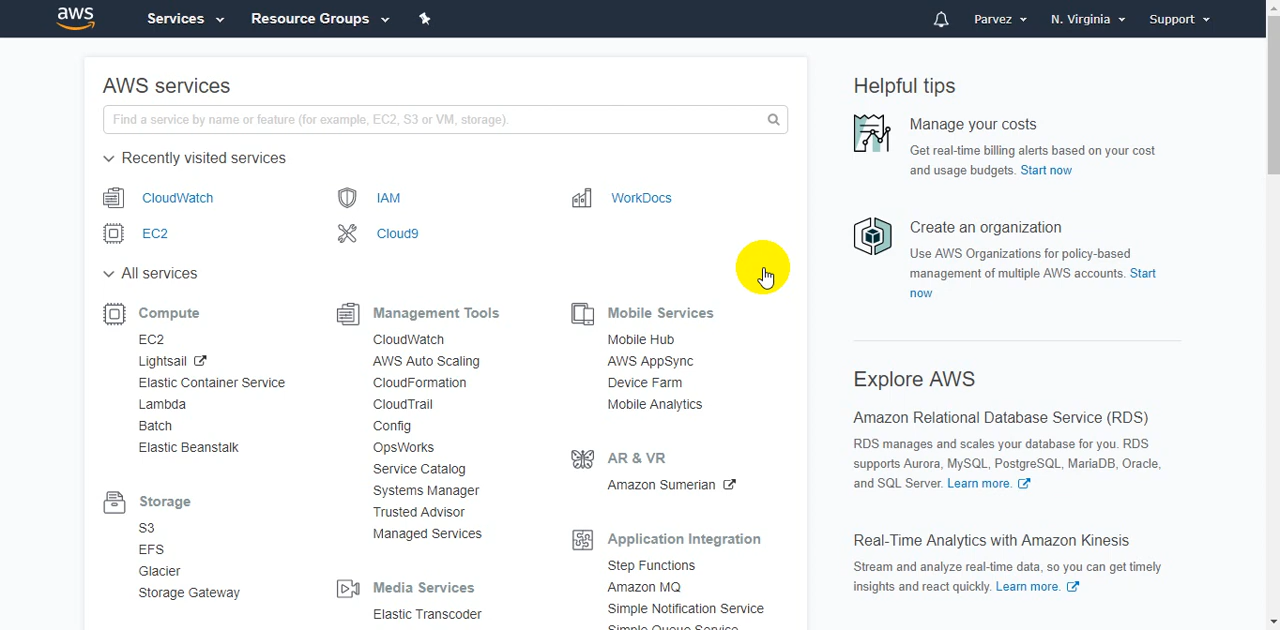 aws
Services
Resource Groups
Parvez
N. Virginia
Support
AWS services
Find a service by name or feature (for example, EC2, S3 or VM, storage).
Recently visited services
CloudWatch
IAM
WorkDocs
EC2
Cloud9
All services
Compute
EC2
Lightsail
Elastic Container Service
Lambda
Batch
Elastic Beanstalk
Storage
S3
EFS
Glacier
Storage Gateway
Management Tools
CloudWatch
AWS Auto Scaling
CloudFormation
CloudTrail
Config
OpsWorks
Service Catalog
Systems Manager
Trusted Advisor
Managed Services
Media Services
Elastic Transcoder
Mobile Services
Mobile Hub
AWS AppSync
Device Farm
Mobile Analytics
AR & VR
Amazon Sumerian
Application Integration
Step Functions
Amazon MQ
Simple Notification Service
Simple Queue Service
Helpful tips
Manage your costs
Get real-time billing alerts based on your cost
and usage budgets. Start now
Create an organization
Use AWS Organizations for policy-based
management of multiple AWS accounts. Start
now
Explore AWS
Amazon Relational Database Service (RDS)
RDS manages and scales your database for you. RDS
supports Aurora, MySQL, PostgreSQL, MariaDB, Oracle,
and SQL Server. Learn more.
Real-Time Analytics with Amazon Kinesis
Stream and analyze real-time data, so you can get timely
insights and react quickly. Learn more.